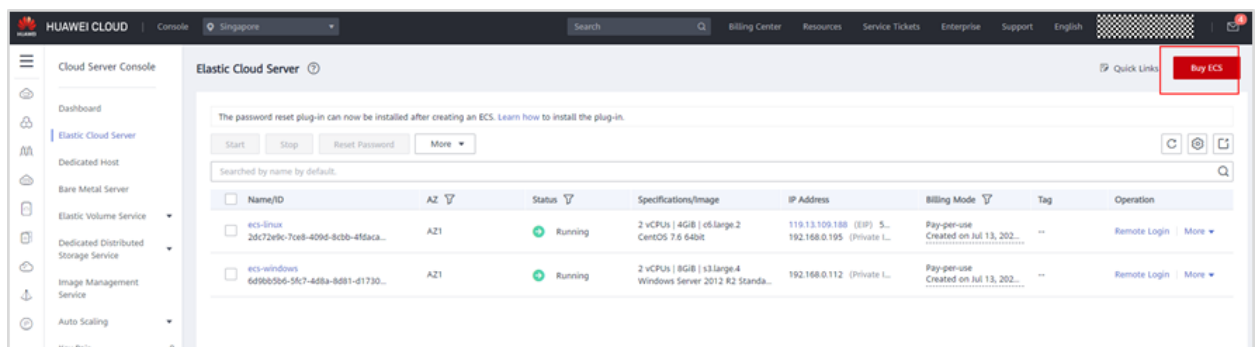 HUAWEI
HUAWEI CLOUD | Console Singapore Search Billing Center Resources Service Tickets Enterprise Support English 4
Cloud Server Console
Elastic Cloud Server
Quick Links
Buy ECS
Dashboard
Elastic Cloud Server
Dedicated Host
Bare Metal Server
Elastic Volume Service
Dedicated Distributed
Storage Service
Image Management
Service
Auto Scaling
The password reset plug-in can now be installed after creating an ECS. Learn how to install the plug-in.
Start Stop Reset Password More
Searched by name by default.
Name/ID AZ Status Specifications/Image IP Address Billing Mode Tag Operation
ecs-linux AZ1 Running 2 vCPUs | 4GiB | c6.large.2 119.13.109.188 (EIP) 5... Pay-per-use -- Remote Login More
2dc72e9c-7ce8-409d-8cbb-4fdaca... CentOS 7.6 64bit 192.168.0.195 (Private I... Created on Jul 13, 202...
ecs-windows AZ1 Running 2 vCPUs | 8GiB | s3.large.4 192.168.0.112 (Private I... Pay-per-use -- Remote Login More
6d9bb5b6-5fc7-4d8a-8d81-d1730... Windows Server 2012 R2 Standa... Created on Jul 13, 202...